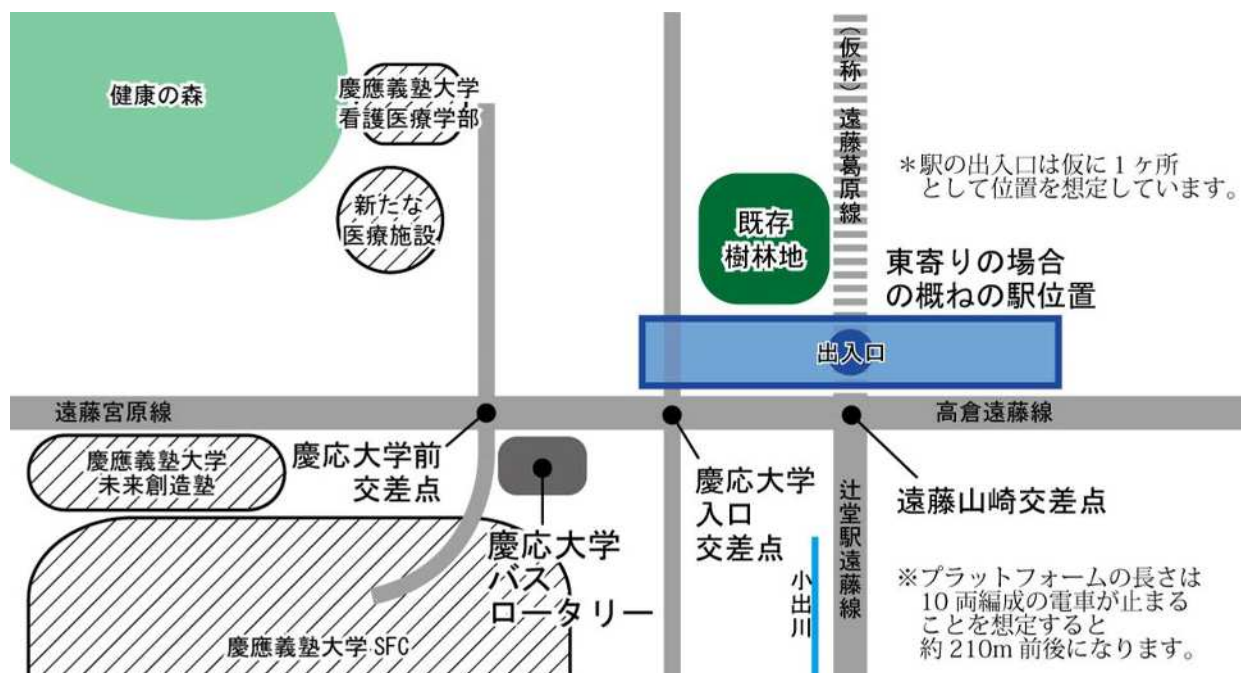 健康の森
慶應義塾大学
看護医療学部
新たな
医療施設
(仮称)遠藤葛原線
既存
樹林地
*駅の出入口は仮に1ヶ所
として位置を想定しています。
東寄りの場合
の概ねの駅位置
出入口
遠藤宮原線
高倉遠藤線
慶應義塾大学
未来創造塾
慶応大学前
交差点
慶応大学
バス
ロータリー
慶応大学
入口
交差点
遠藤山崎交差点
辻堂駅遠藤線
小出川
※プラットフォームの長さは
10両編成の電車が止まる
ことを想定すると
約210m前後になります。
慶應義塾大学SFC